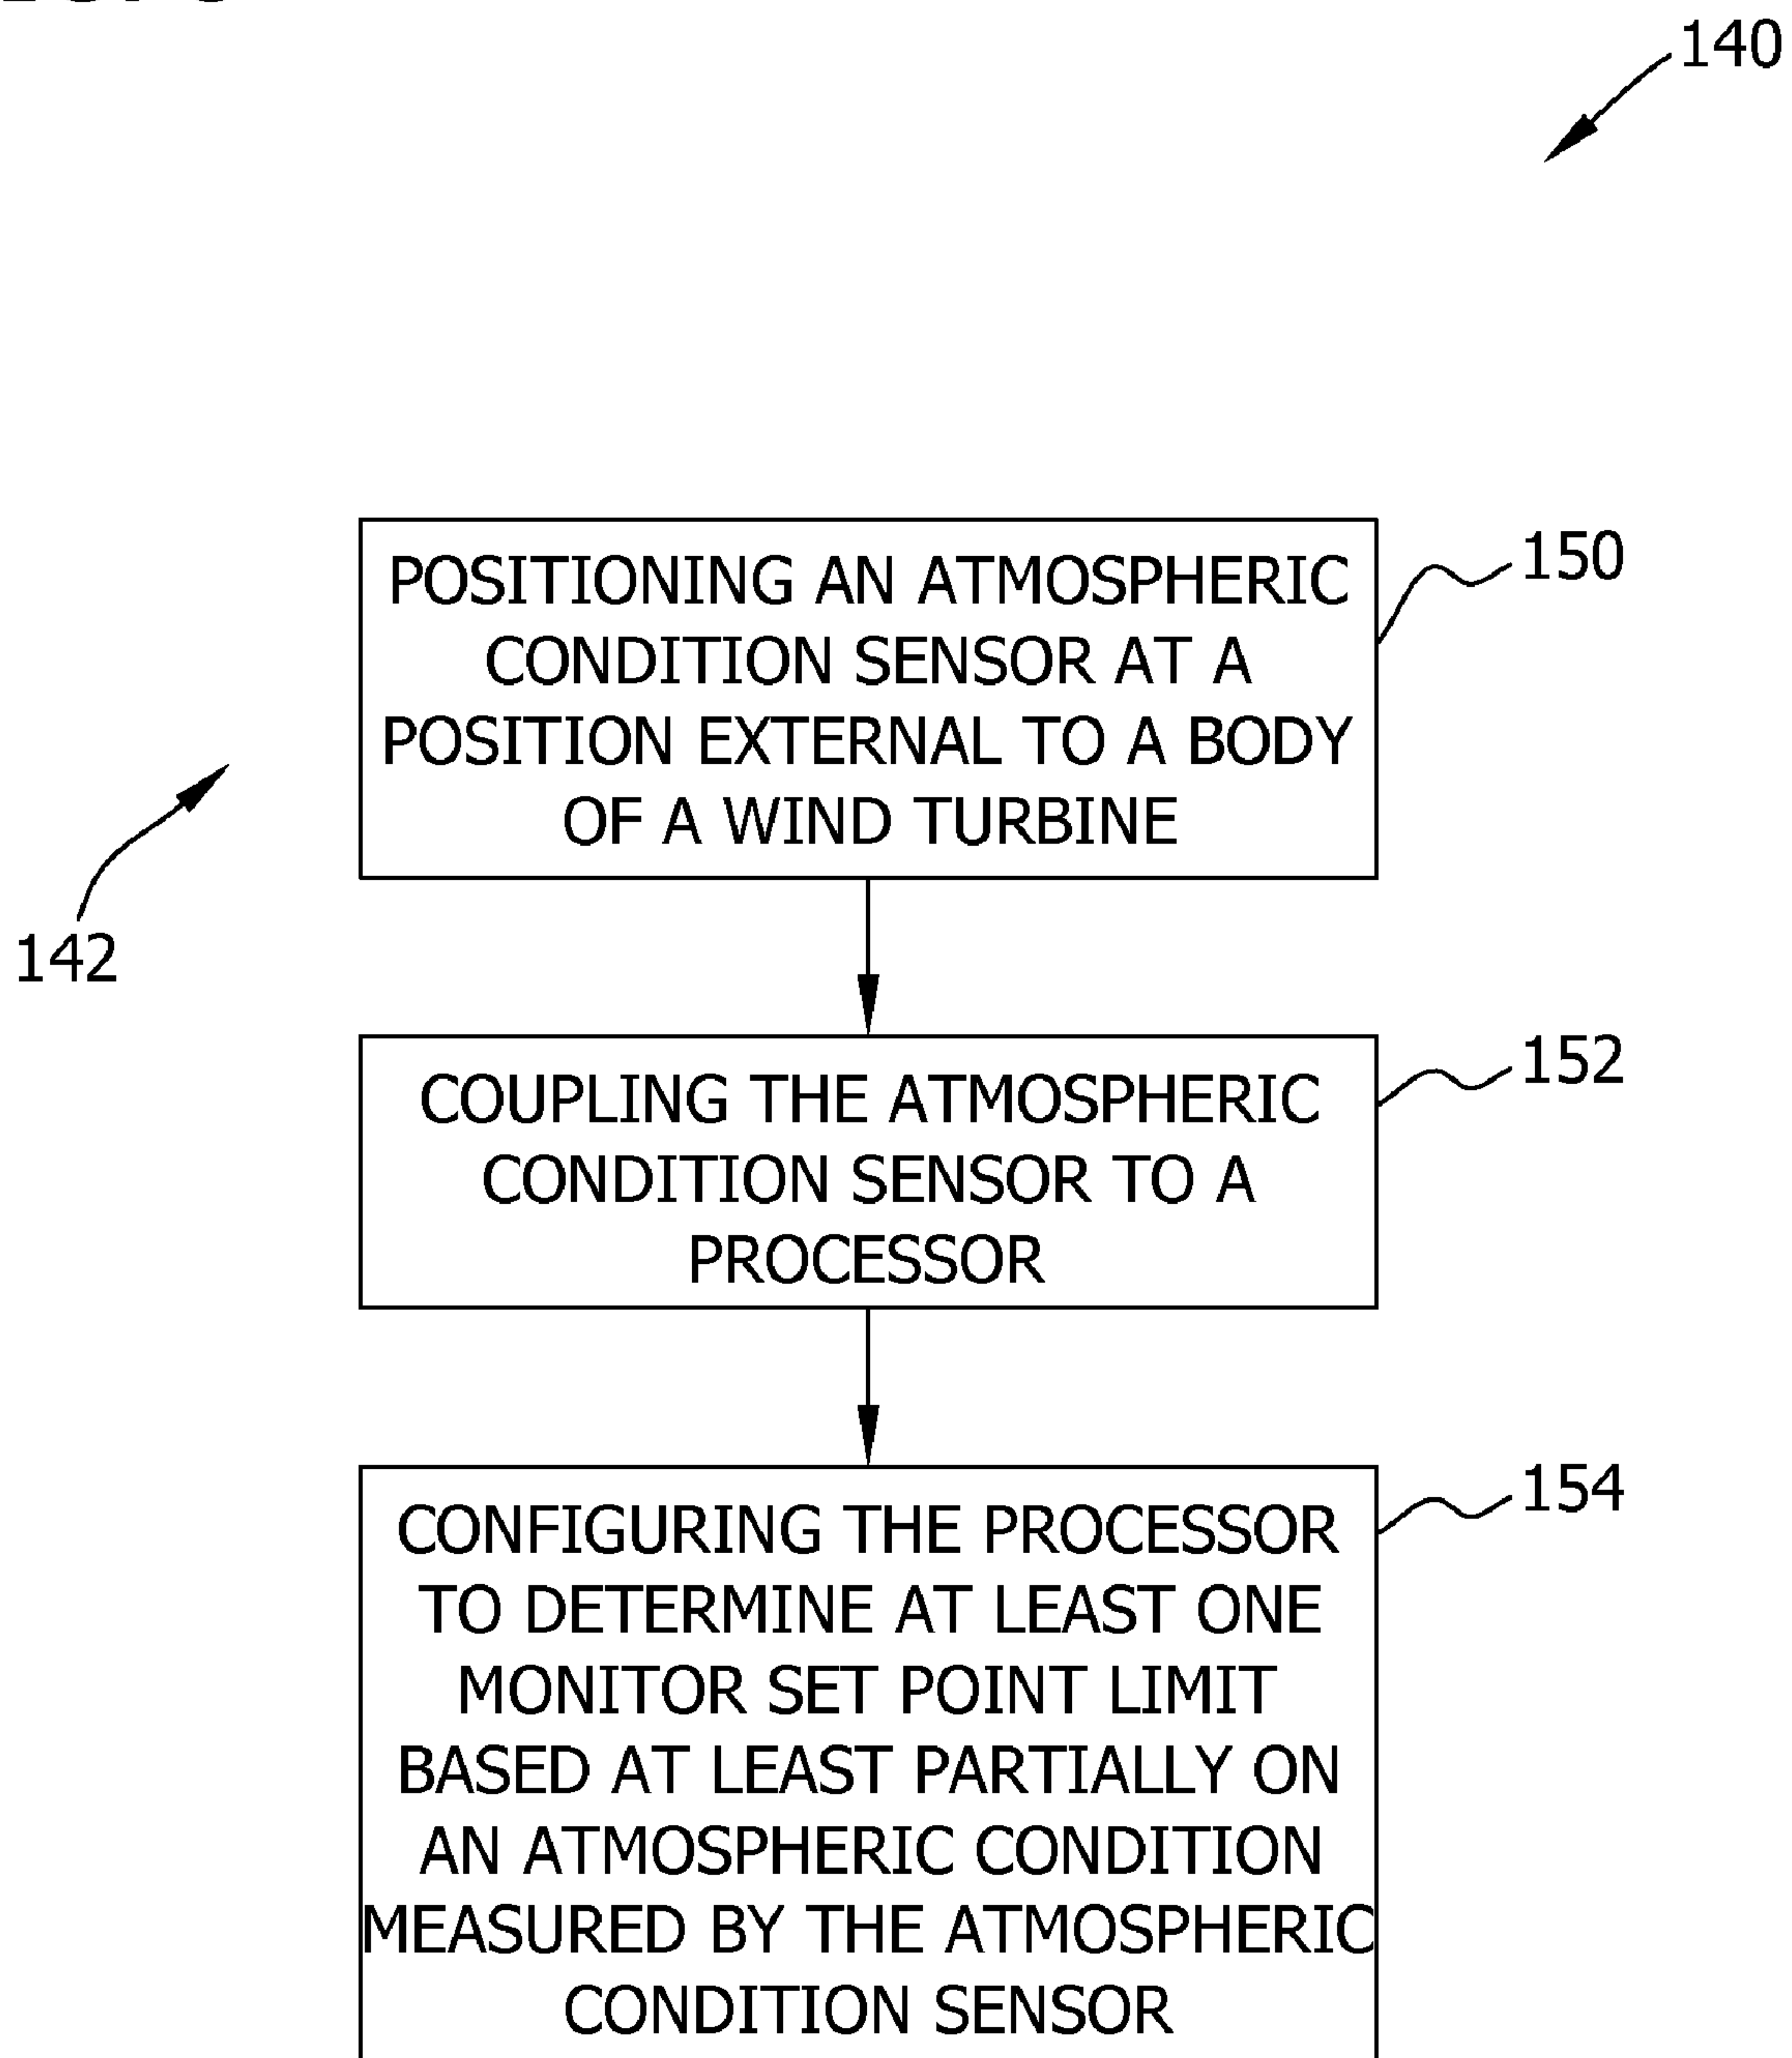 140
POSITIONING AN ATMOSPHERIC
CONDITION SENSOR AT A
POSITION EXTERNAL TO A BODY
OF A WIND TURBINE
150
142
COUPLING THE ATMOSPHERIC
CONDITION SENSOR TO A
PROCESSOR
152
CONFIGURING THE PROCESSOR
TO DETERMINE AT LEAST ONE
MONITOR SET POINT LIMIT
BASED AT LEAST PARTIALLY ON
AN ATMOSPHERIC CONDITION
MEASURED BY THE ATMOSPHERIC
CONDITION SENSOR
154